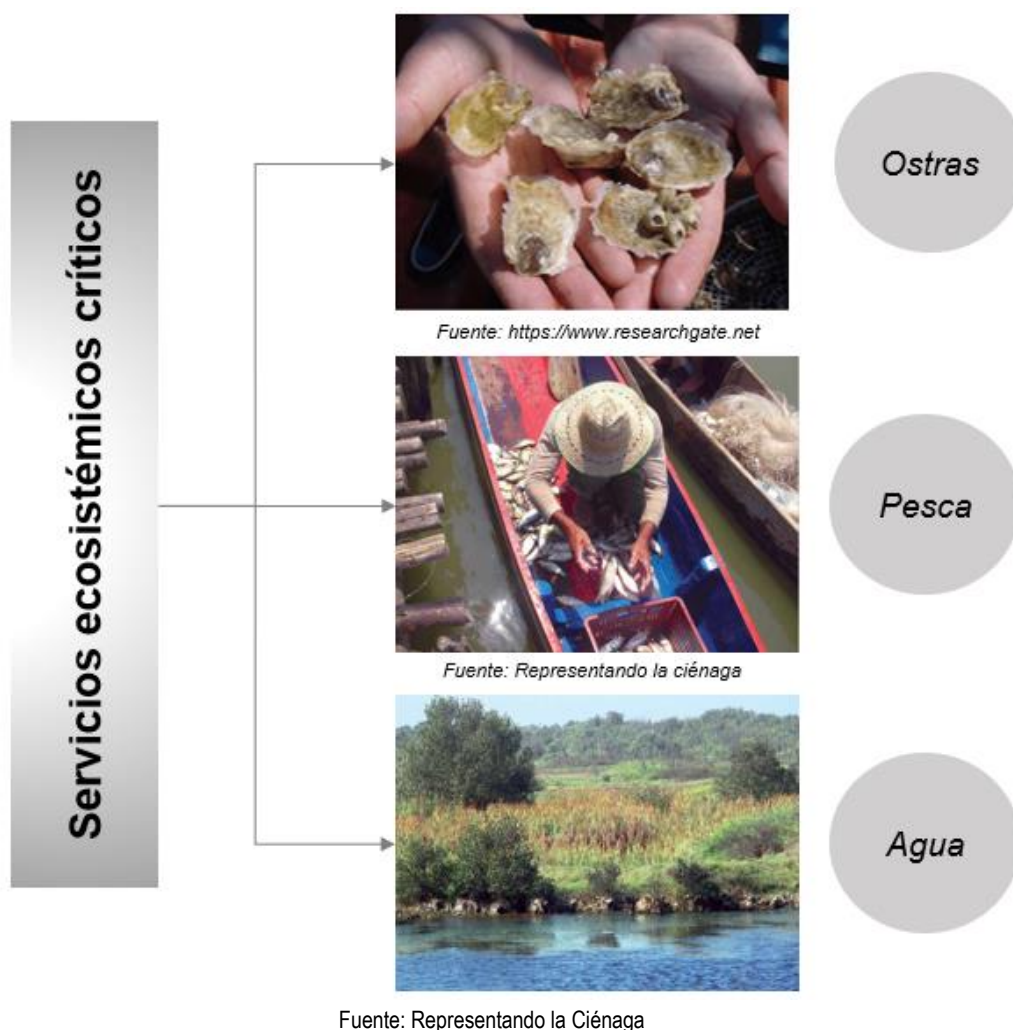 Servicios ecosistémicos críticos
Ostras
Fuente: https://www.researchgate.net
Pesca
Fuente: Representando la ciénaga
Agua
Fuente: Representando la Ciénaga